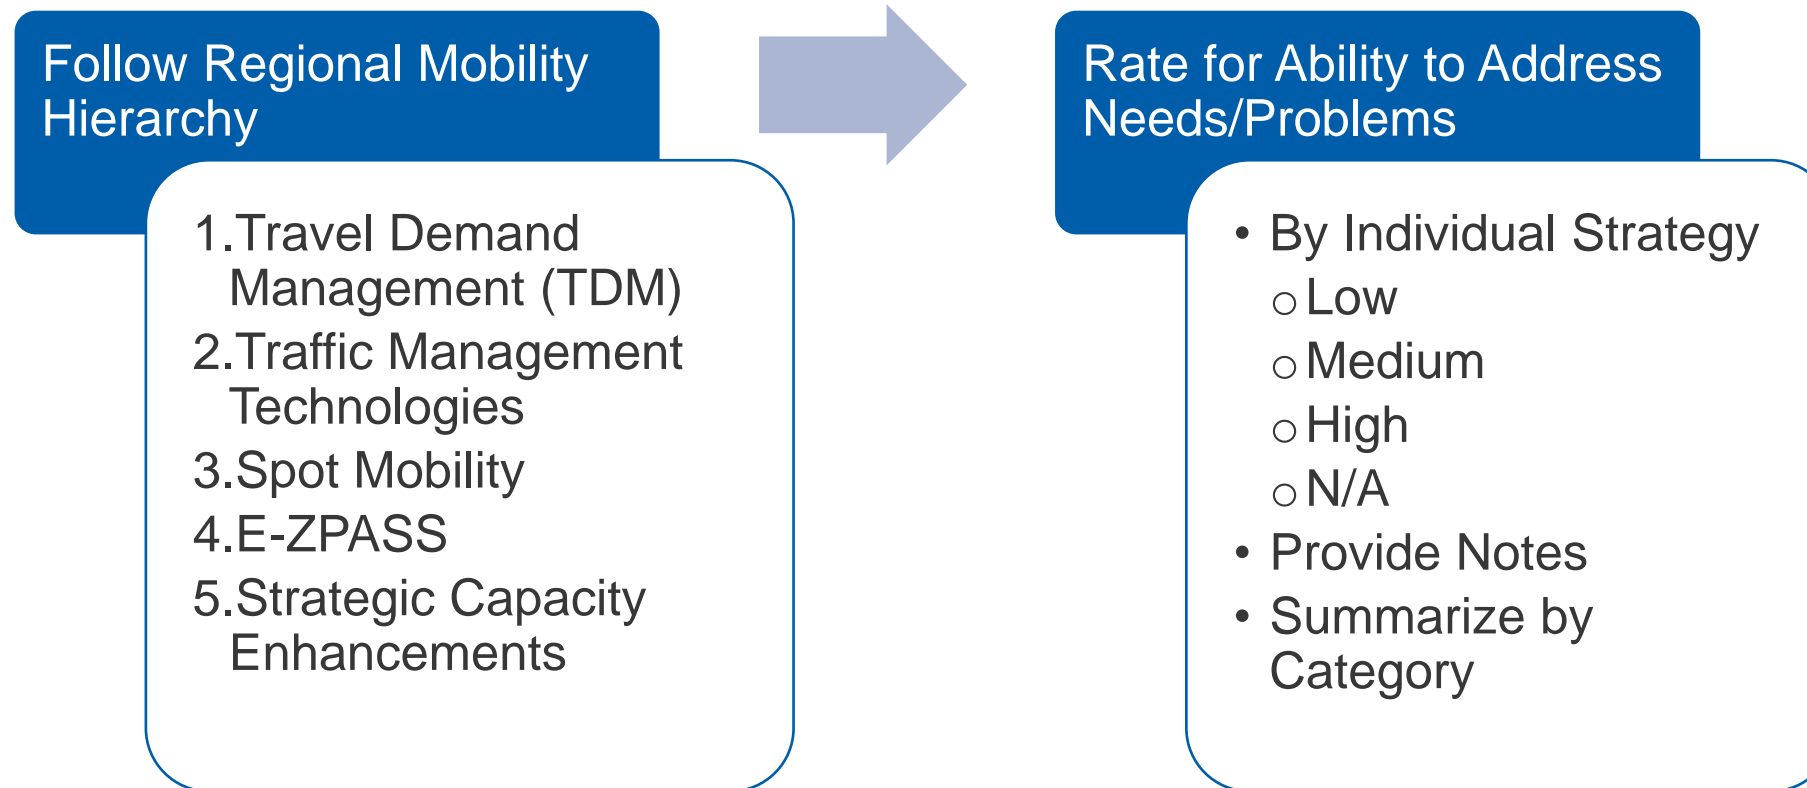 Follow Regional Mobility
Hierarchy
1.Travel Demand
Management (TDM)
2.Traffic Management
Technologies
3.Spot Mobility
4.E-ZPASS
5.Strategic Capacity
Enhancements
Rate for Ability to Address
Needs/Problems
• By Individual Strategy
o Low
o Medium
o High
o N/A
• Provide Notes
• Summarize by
Category